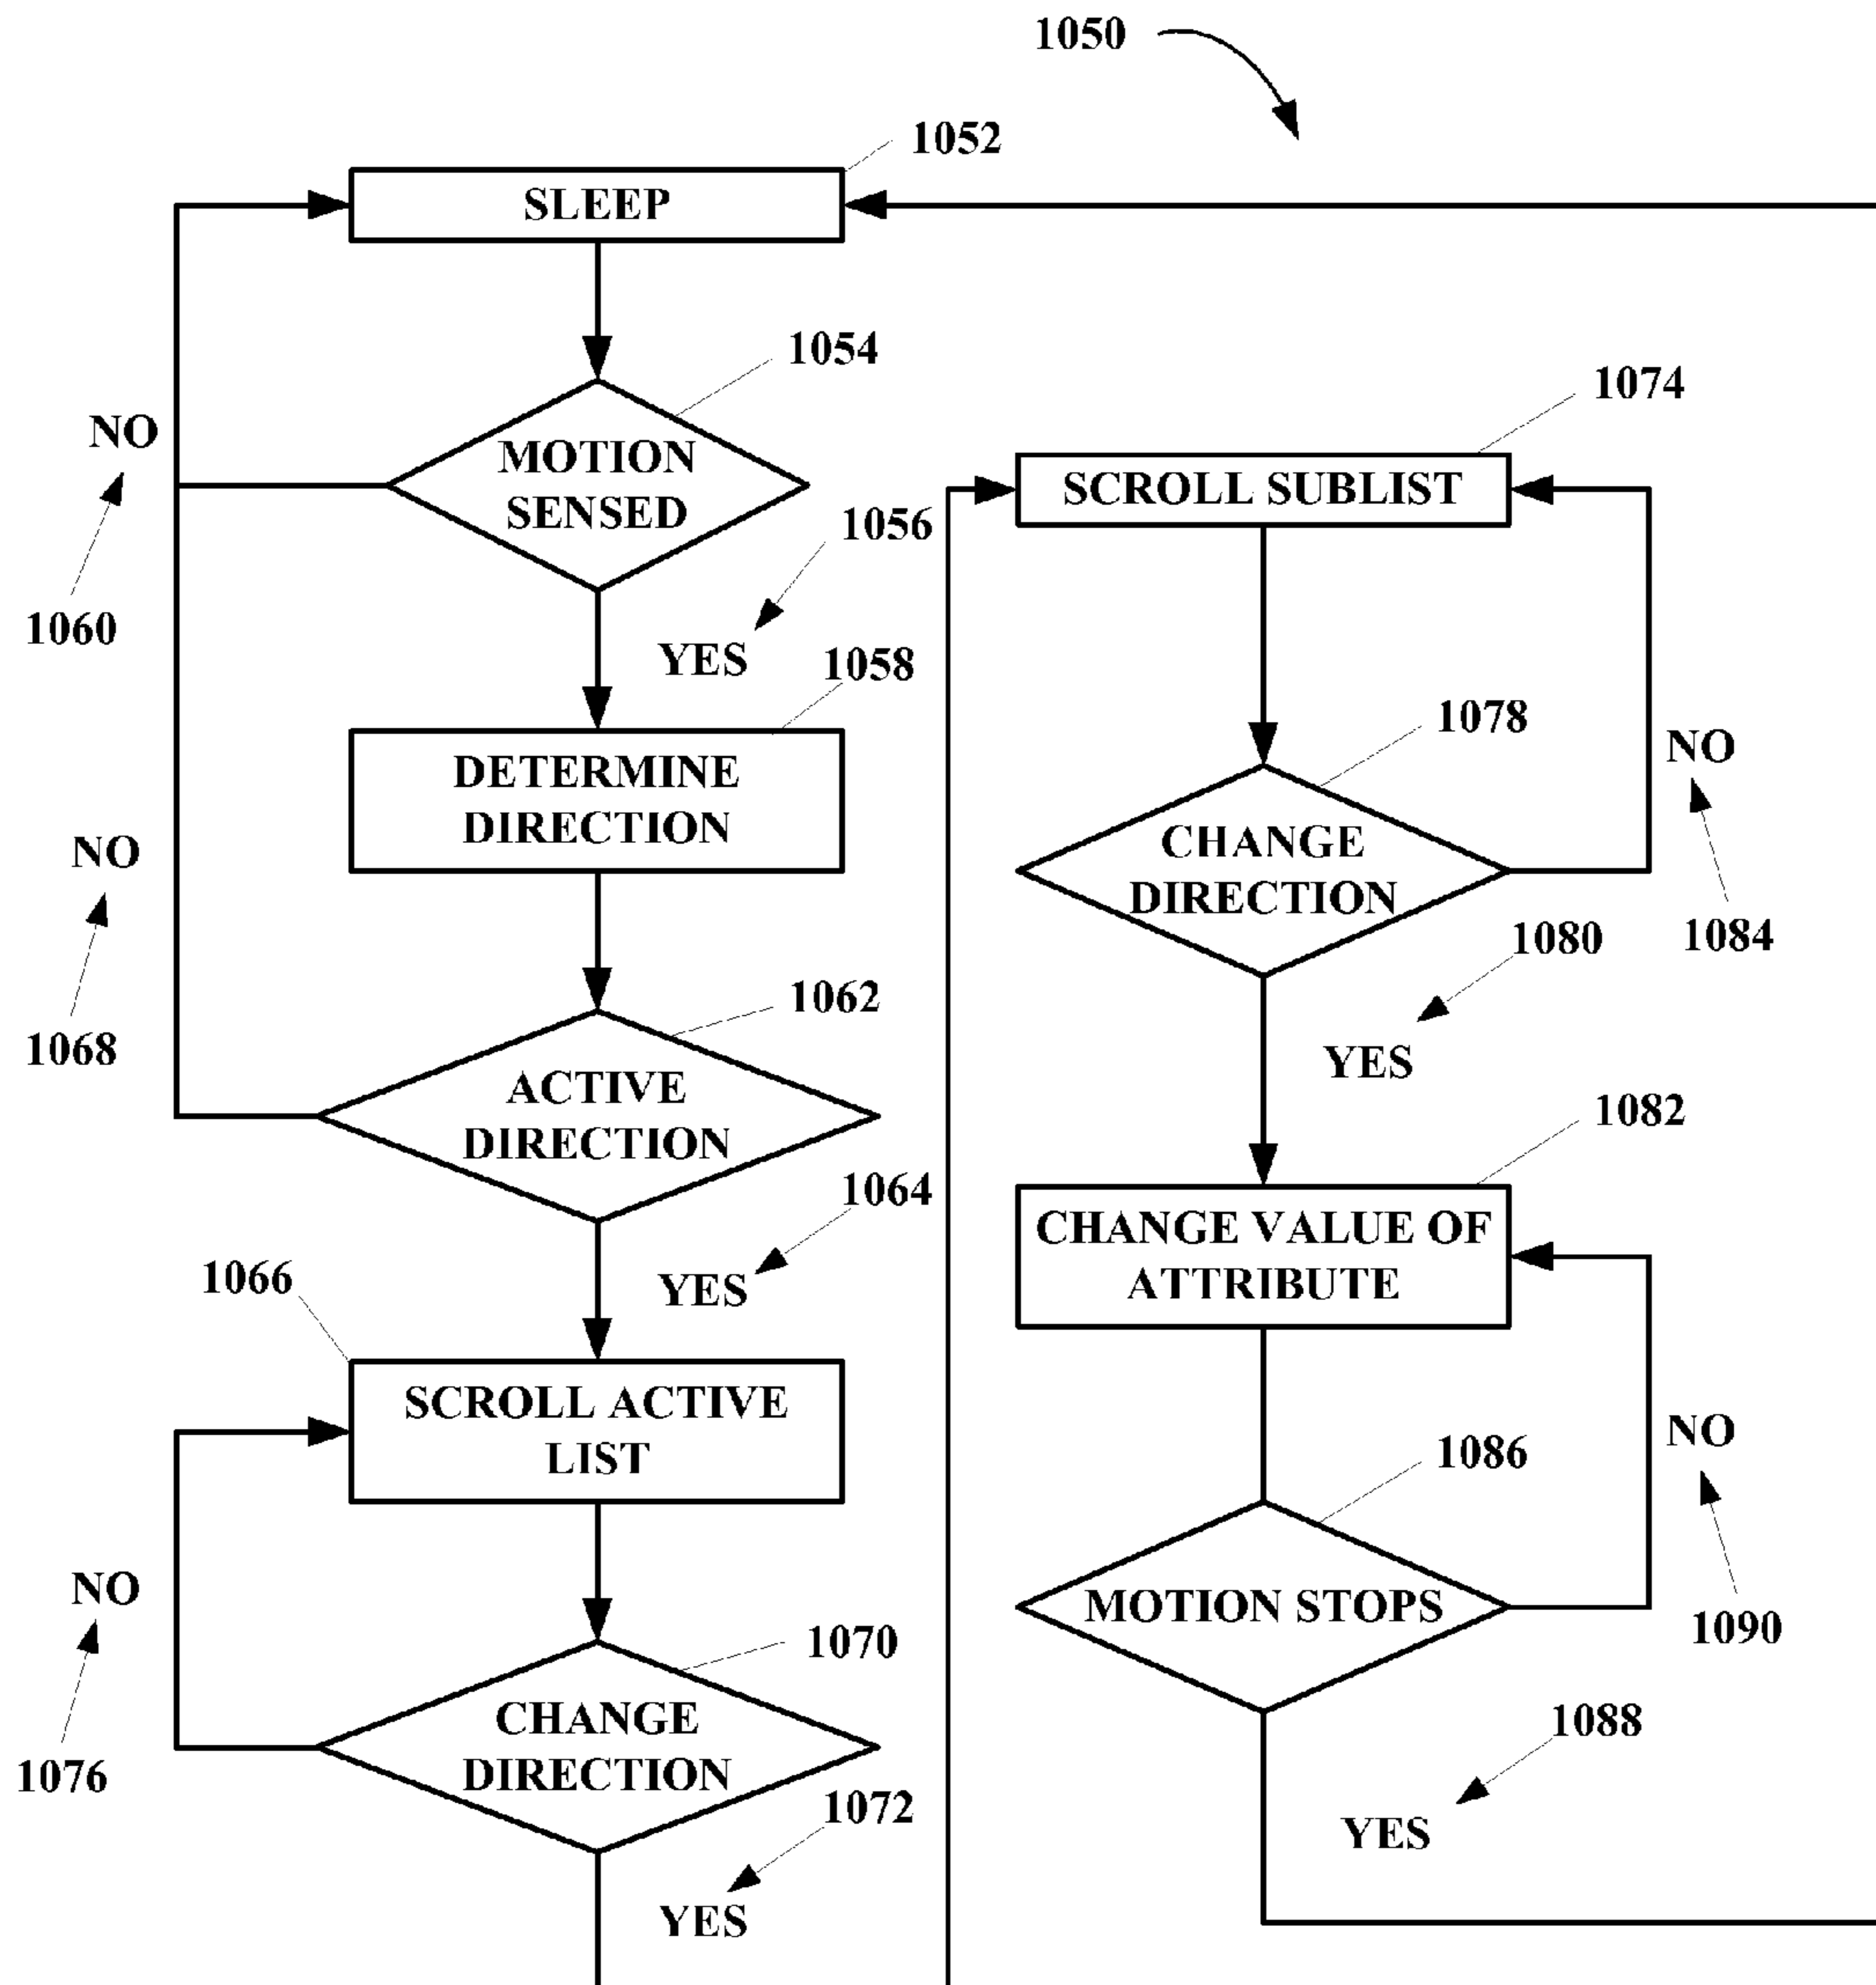 1050
1052
SLEEP
1054
NO
MOTION
SENSED
1056
1060
YES
1058
DETERMINE
DIRECTION
NO
1062
1068
ACTIVE
DIRECTION
1064
1066
YES
SCROLL ACTIVE
LIST
NO
1070
CHANGE
DIRECTION
1076
1072
YES
1074
SCROLL SUBLIST
1078
NO
CHANGE
DIRECTION
1080
1084
YES
1082
CHANGE VALUE OF
ATTRIBUTE
NO
1086
MOTION STOPS
1090
1088
YES